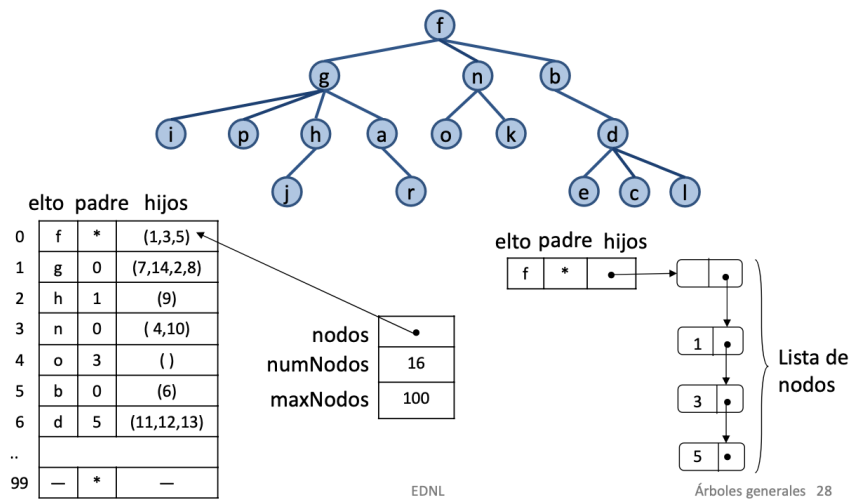 f
g n b
i p h a o k d
j r e c l
elto padre hijos
0 f * (1,3,5)
1 g 0 (7,14,2,8)
2 h 1 (9)
3 n 0 ( 4,10)
4 o 3 ( )
5 b 0 (6)
6 d 5 (11,12,13)
..
99 — * —
nodos
numNodos 16
maxNodos 100
elto padre hijos
f *
1
3
5
Lista de
nodos
EDNL
Árboles generales 28